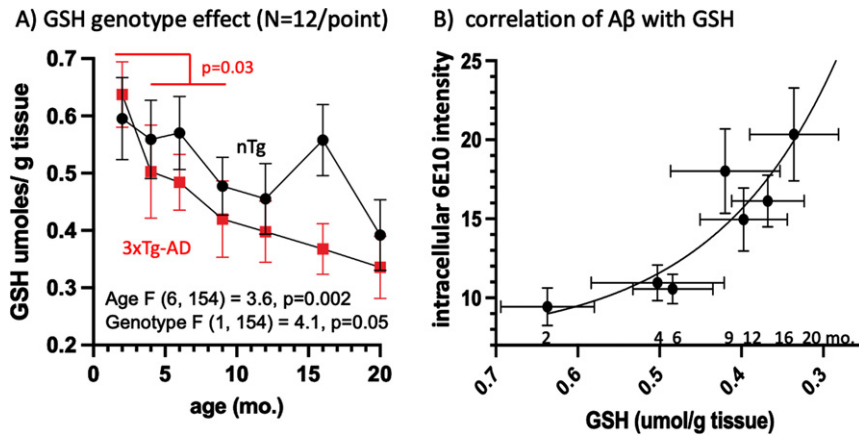 A) GSH genotype effect (N=12/point)
GSH umoles/ g tissue
0.7
0.6
0.5
0.4
0.3
0.2
p=0.03
nTg
3xTg-AD
Age F (6, 154) = 3.6, p=0.002
Genotype F (1, 154) = 4.1, p=0.05
0 5 10 15 20
age (mo.)
B) correlation of Aβ with GSH
intracellular 6E10 intensity
25
20
15
10
5
2 4 6 9 12 16 20 mo.
0.7 0.6 0.5 0.4 0.3
GSH (umol/g tissue)